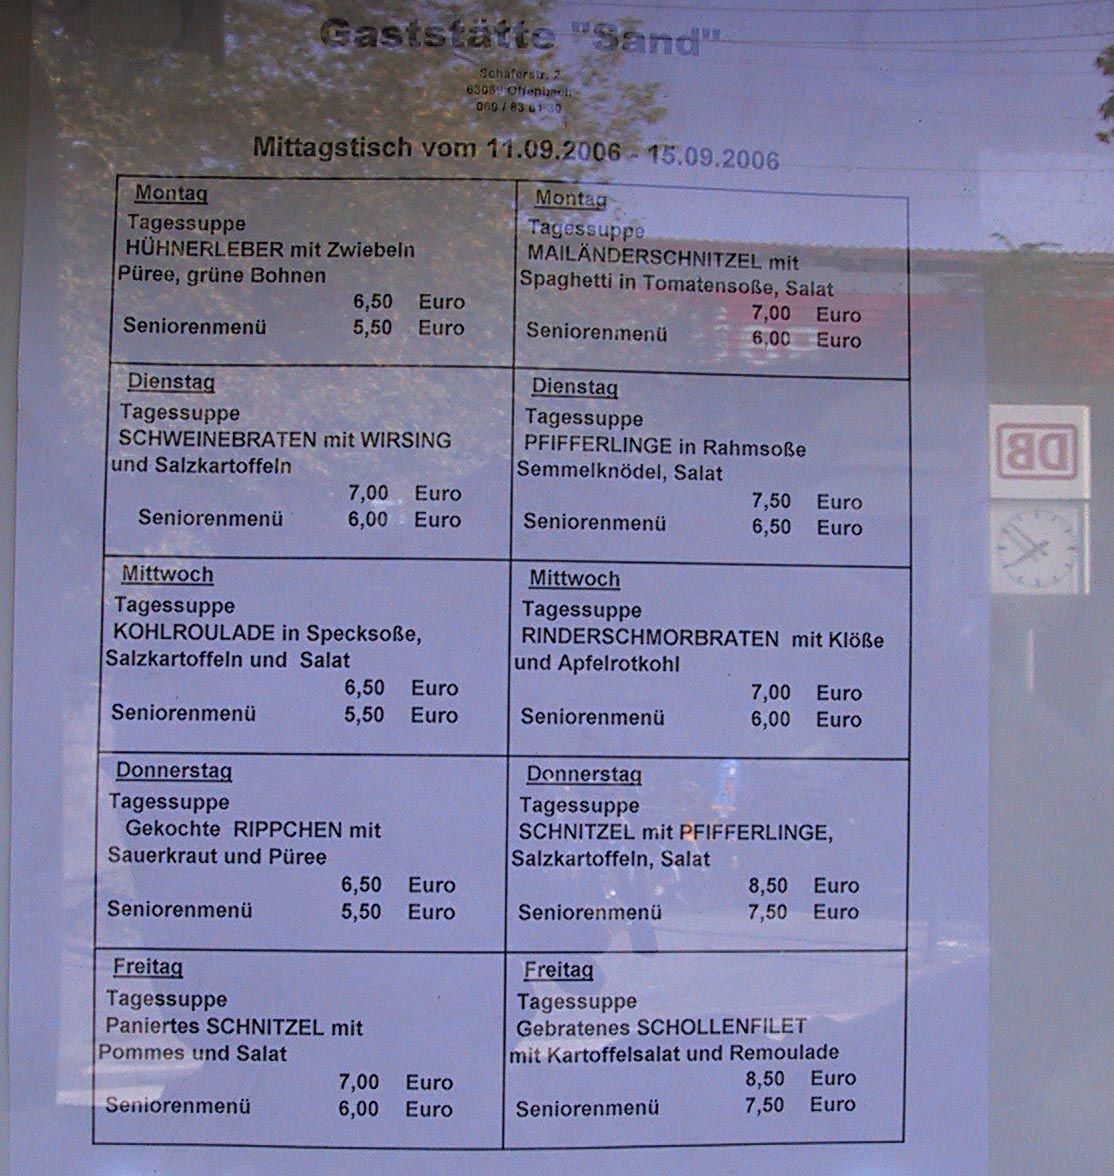 Gaststätte "Sand"
Schäferstr. 2
63069 Offenbach
069 / 83 61 30
Mittagstisch vom 11.09.2006 - 15.09.2006
Montag
Tagessuppe
HÜHNERLEBER mit Zwiebeln
Püree, grüne Bohnen
6,50 Euro
Seniorenmenü 5,50 Euro
Montag
Tagessuppe
MAILÄNDERSCHNITZEL mit
Spaghetti in Tomatensoße, Salat
7,00 Euro
Seniorenmenü 6,00 Euro
Dienstag
Tagessuppe
SCHWEINEBRATEN mit WIRSING
und Salzkartoffeln
7,00 Euro
Seniorenmenü 6,00 Euro
Dienstag
Tagessuppe
PFIFFERLINGE in Rahmsoße
Semmelknödel, Salat
7,50 Euro
Seniorenmenü 6,50 Euro
Mittwoch
Tagessuppe
KOHLROULADE in Specksoße,
Salzkartoffeln und Salat
6,50 Euro
Seniorenmenü 5,50 Euro
Mittwoch
Tagessuppe
RINDERSCHMORBRATEN mit Klöße
und Apfelrotkohl
7,00 Euro
Seniorenmenü 6,00 Euro
Donnerstag
Tagessuppe
Gekochte RIPPCHEN mit
Sauerkraut und Püree
6,50 Euro
Seniorenmenü 5,50 Euro
Donnerstag
Tagessuppe
SCHNITZEL mit PFIFFERLINGE,
Salzkartoffeln, Salat
8,50 Euro
Seniorenmenü 7,50 Euro
Freitag
Tagessuppe
Paniertes SCHNITZEL mit
Pommes und Salat
7,00 Euro
Seniorenmenü 6,00 Euro
Freitag
Tagessuppe
Gebratenes SCHOLLENFILET
mit Kartoffelsalat und Remoulade
8,50 Euro
Seniorenmenü 7,50 Euro
DB